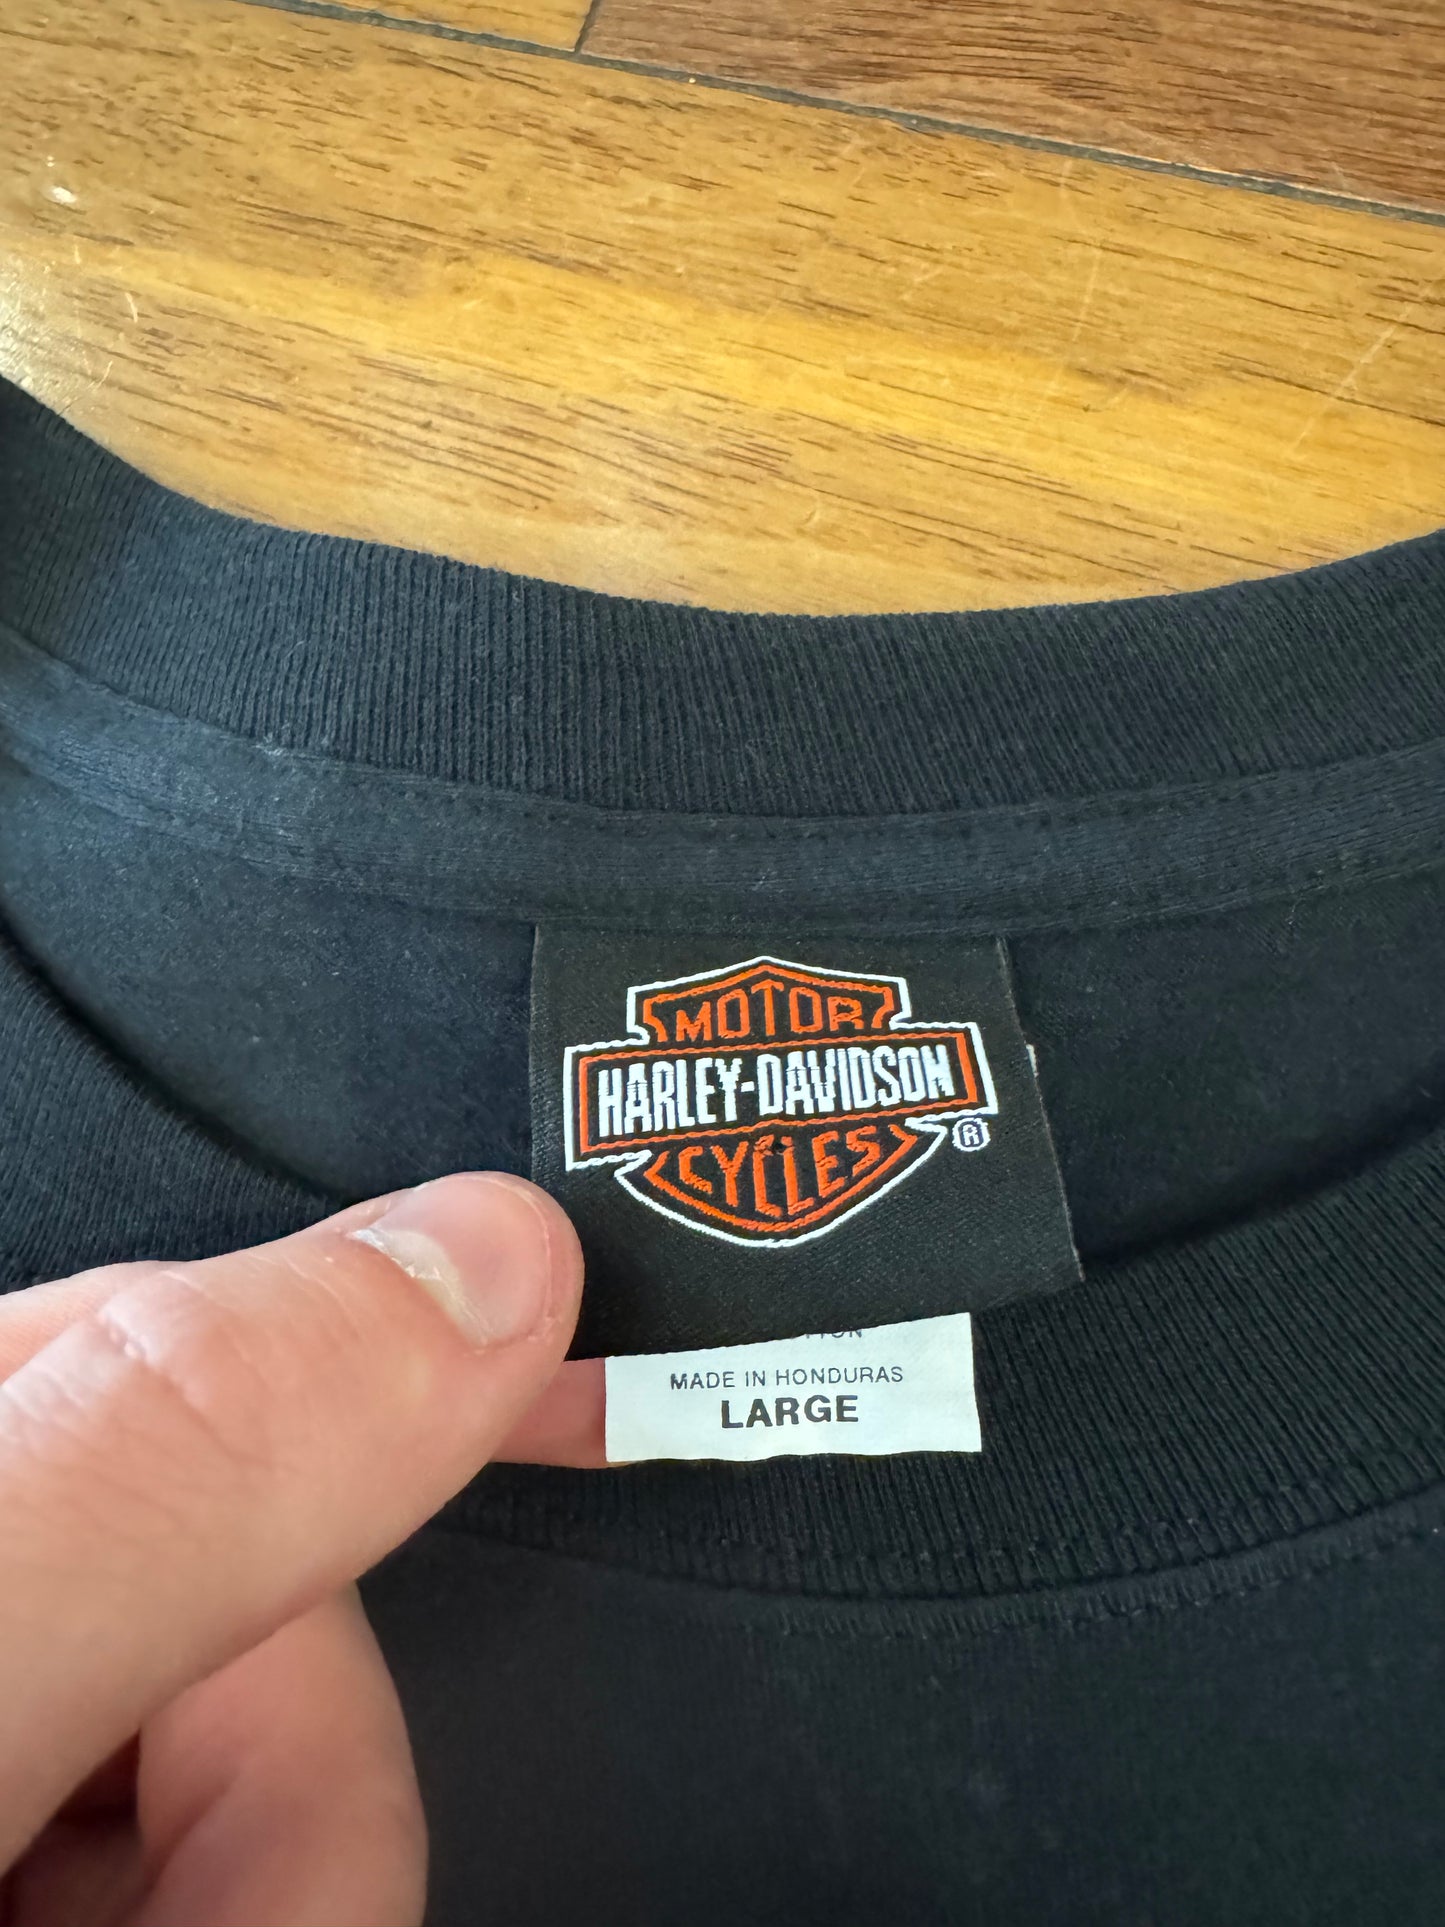 MOTOR
HARLEY-DAVIDSON
CYCLES
®
MADE IN HONDURAS
LARGE